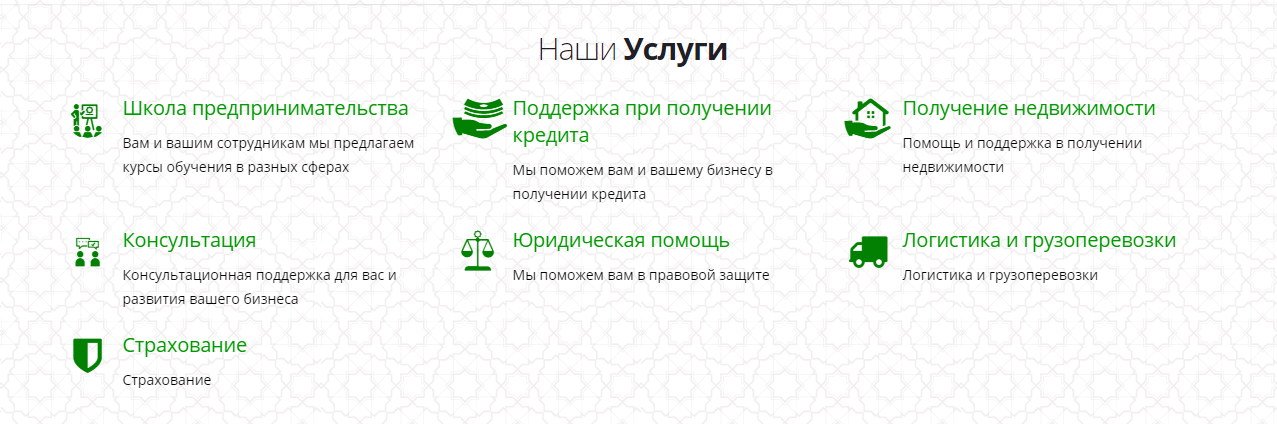 Наши Услуги
Школа предпринимательства
Вам и вашим сотрудникам мы предлагаем
курсы обучения в разных сферах
Поддержка при получении
кредита
Мы поможем вам и вашему бизнесу в
получении кредита
Получение недвижимости
Помощь и поддержка в получении
недвижимости
Консультация
Консультационная поддержка для вас и
развития вашего бизнеса
Юридическая помощь
Мы поможем вам в правовой защите
Логистика и грузоперевозки
Логистика и грузоперевозки
Страхование
Страхование